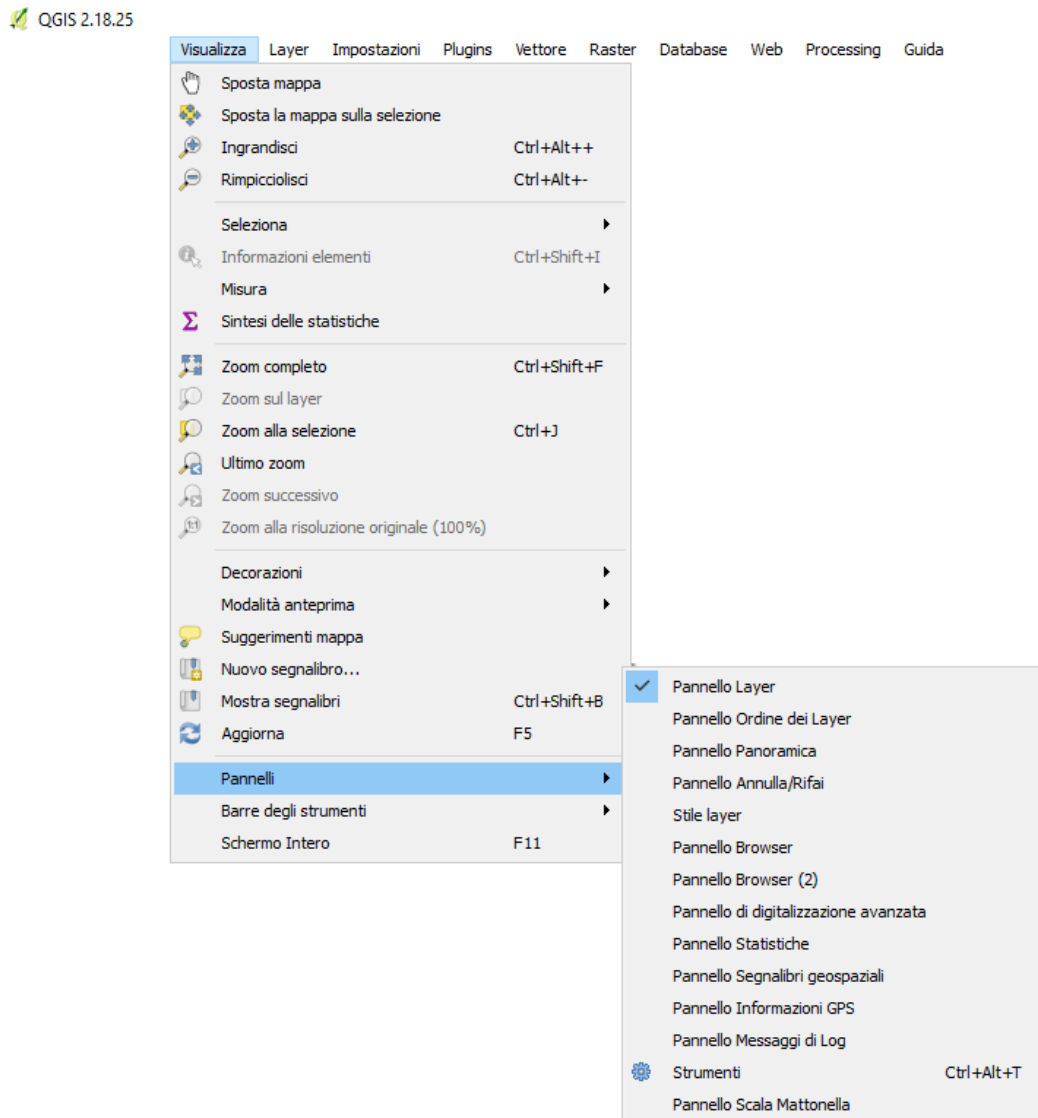 QGIS 2.18.25
Visualizza Layer Impostazioni Plugins Vettore Raster Database Web Processing Guida
Sposta mappa
Sposta la mappa sulla selezione
Ingrandisci Ctrl+Alt++
Rimpicciolisci Ctrl+Alt+-
Seleziona
Informazioni elementi Ctrl+Shift+I
Misura
Sintesi delle statistiche
Zoom completo Ctrl+Shift+F
Zoom sul layer
Zoom alla selezione Ctrl+J
Ultimo zoom
Zoom successivo
Zoom alla risoluzione originale (100%)
Decorazioni
Modalità anteprima
Suggerimenti mappa
Nuovo segnalibro...
Mostra segnalibri Ctrl+Shift+B
Aggiorna F5
Pannelli
Barre degli strumenti
Schermo Intero F11
Pannello Layer
Pannello Ordine dei Layer
Pannello Panoramica
Pannello Annulla/Rifai
Stile layer
Pannello Browser
Pannello Browser (2)
Pannello di digitalizzazione avanzata
Pannello Statistiche
Pannello Segnalibri geospaziali
Pannello Informazioni GPS
Pannello Messaggi di Log
Strumenti Ctrl+Alt+T
Pannello Scala Mattonella